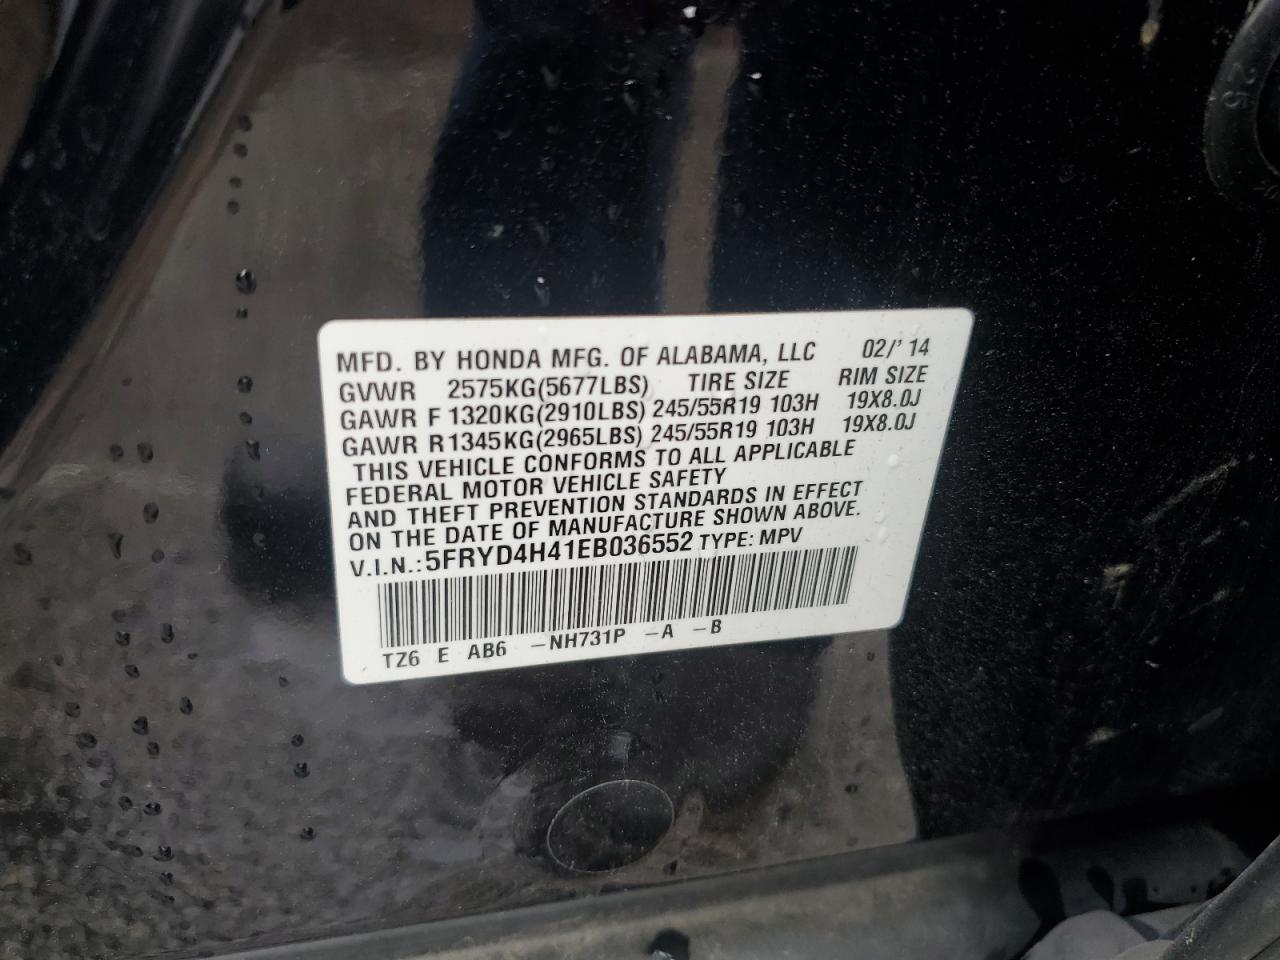 MFD. BY HONDA MFG. OF ALABAMA, LLC 02/'14
GVWR 2575KG(5677LBS) TIRE SIZE RIM SIZE
GAWR F 1320KG(2910LBS) 245/55R19 103H 19X8.0J
GAWR R1345KG(2965LBS) 245/55R19 103H 19X8.0J
THIS VEHICLE CONFORMS TO ALL APPLICABLE
FEDERAL MOTOR VEHICLE SAFETY
AND THEFT PREVENTION STANDARDS IN EFFECT
ON THE DATE OF MANUFACTURE SHOWN ABOVE.
V.I.N.:5FRYD4H41EB036552 TYPE: MPV
TZ6 E AB6 –NH731P –A –B
25